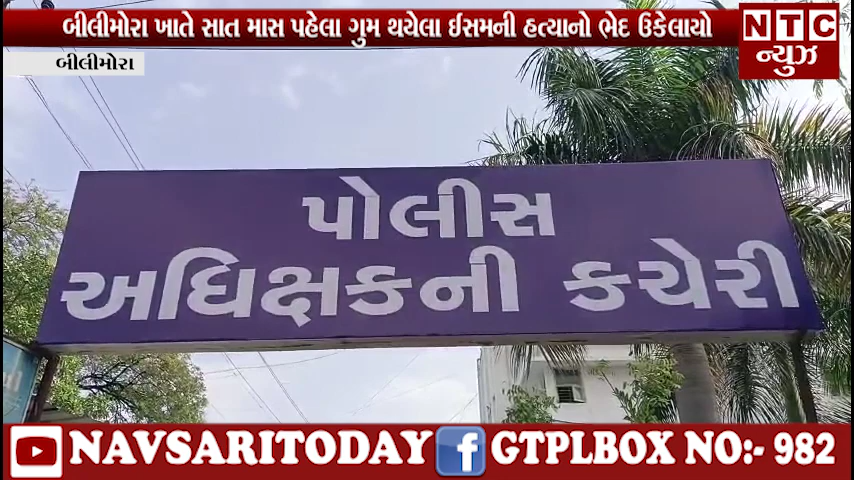 બીલીમોરા ખાતે સાત માસ પહેલા ગુમ થયેલા ઈસમની હત્યાનો ભેદ ઉકેલાયો
NTC
ન્યુઝ
બીલીમોરા
પોલીસ
અધિક્ષકની કચેરી
NAVSARITODAY f GTPLBOX NO:- 982